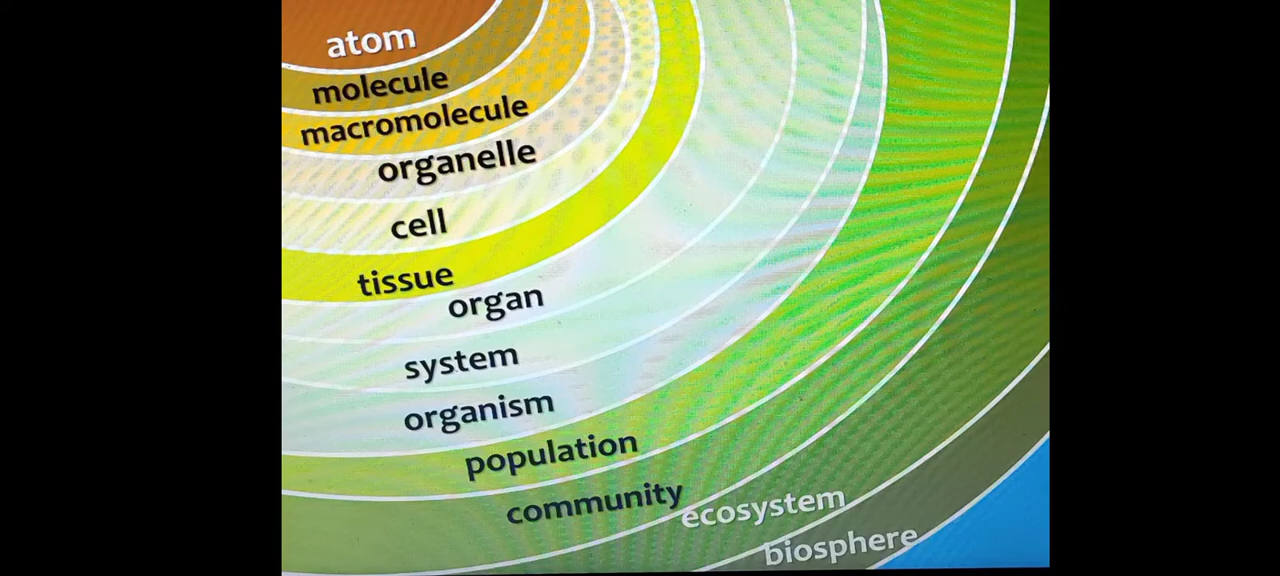 atom
molecule
macromolecule
organelle
cell
tissue
organ
system
organism
population
community
ecosystem
biosphere